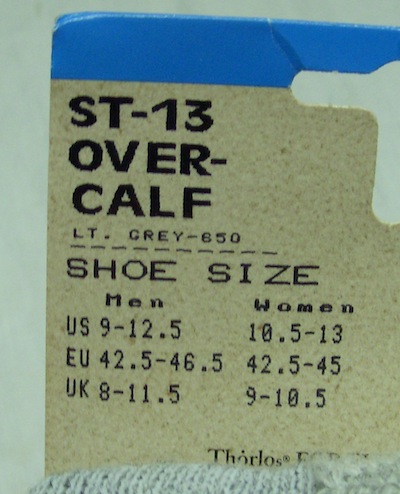 ST-13
OVER-
CALF
LT. GREY-650
SHOE SIZE
Men Women
US 9-12.5 10.5-13
EU 42.5-46.5 42.5-45
UK 8-11.5 9-10.5
Thórlos®